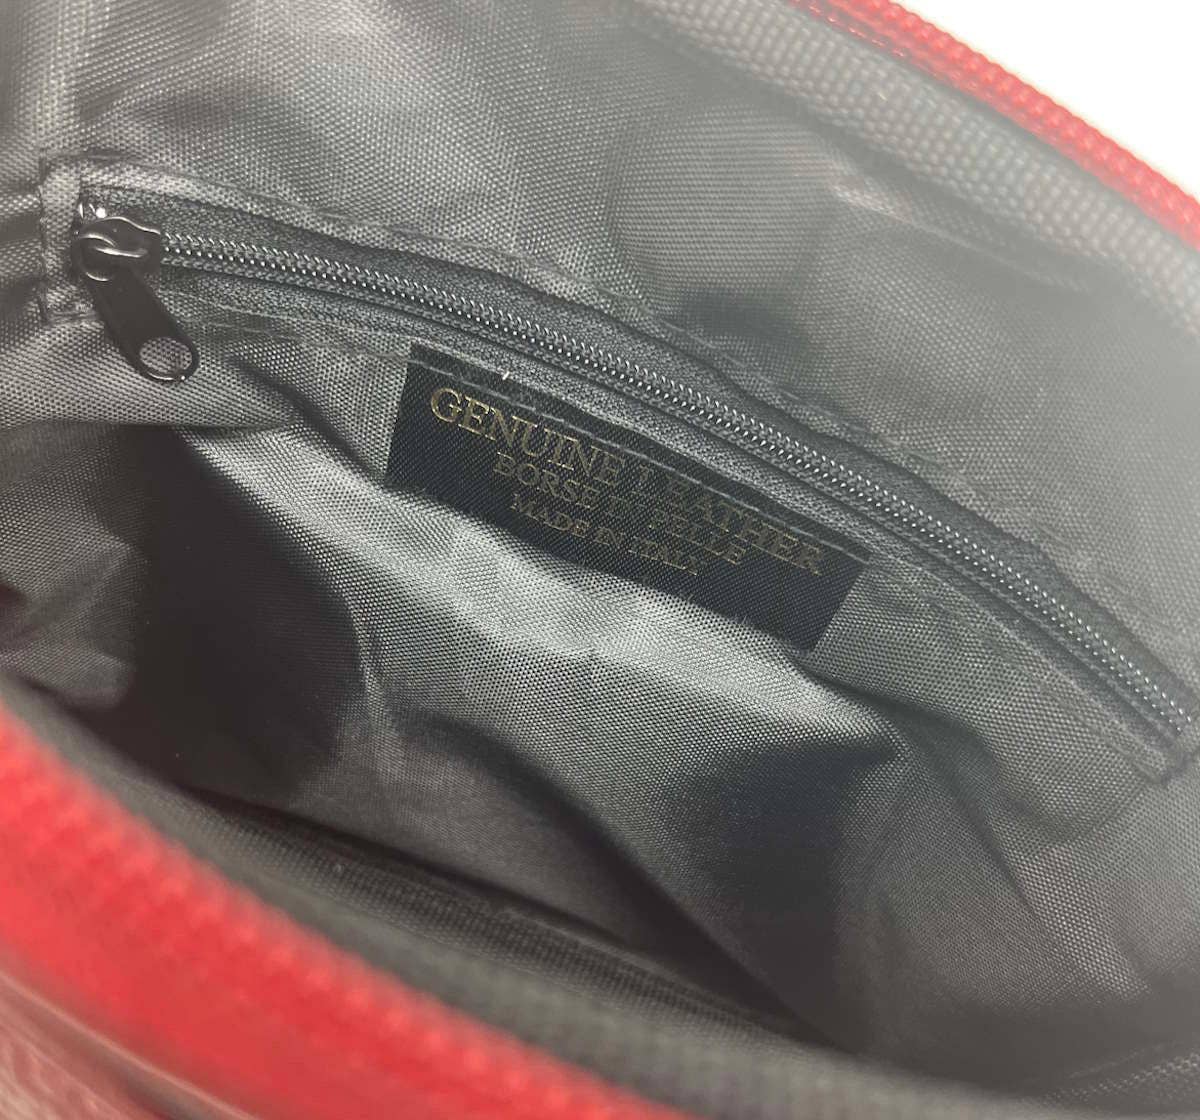 GENUINE LEATHER
BORSE IN PELLE
MADE IN ITALY